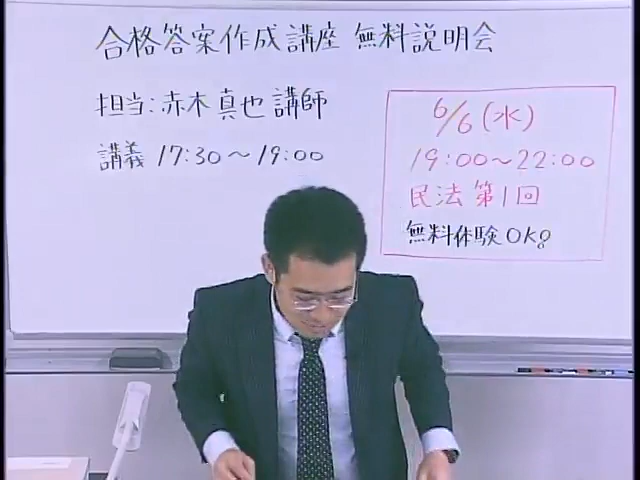 合格答案作成講座 無料説明会
担当:赤木真也講師
講義 17:30〜19:00
6/6(水)
19:00〜22:00
民法 第1回
無料体験OK。